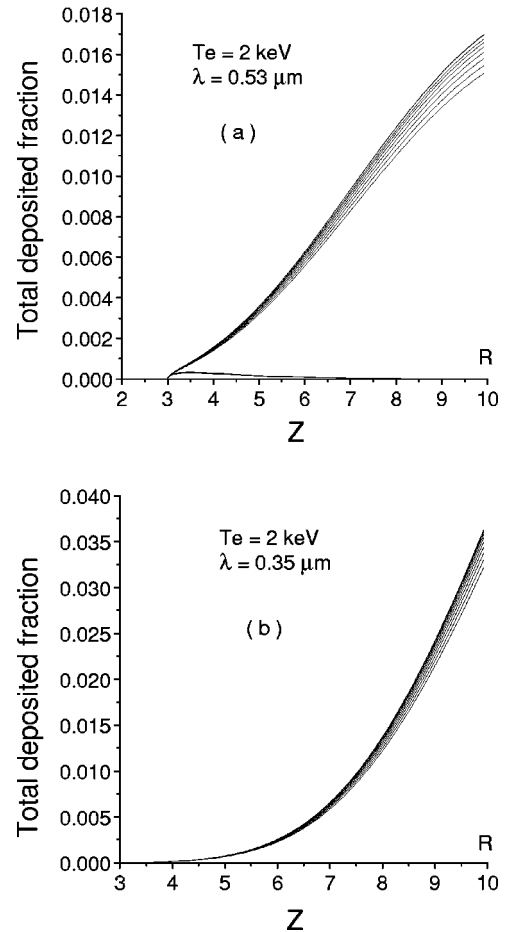 0.018
0.016
0.014
0.012
0.010
0.008
0.006
0.004
0.002
0.000
Total deposited fraction
Te = 2 keV
λ = 0.53 μm
( a )
R
2 3 4 5 6 7 8 9 10
Z
0.040
0.035
0.030
0.025
0.020
0.015
0.010
0.005
0.000
Total deposited fraction
Te = 2 keV
λ = 0.35 μm
( b )
R
3 4 5 6 7 8 9 10
Z